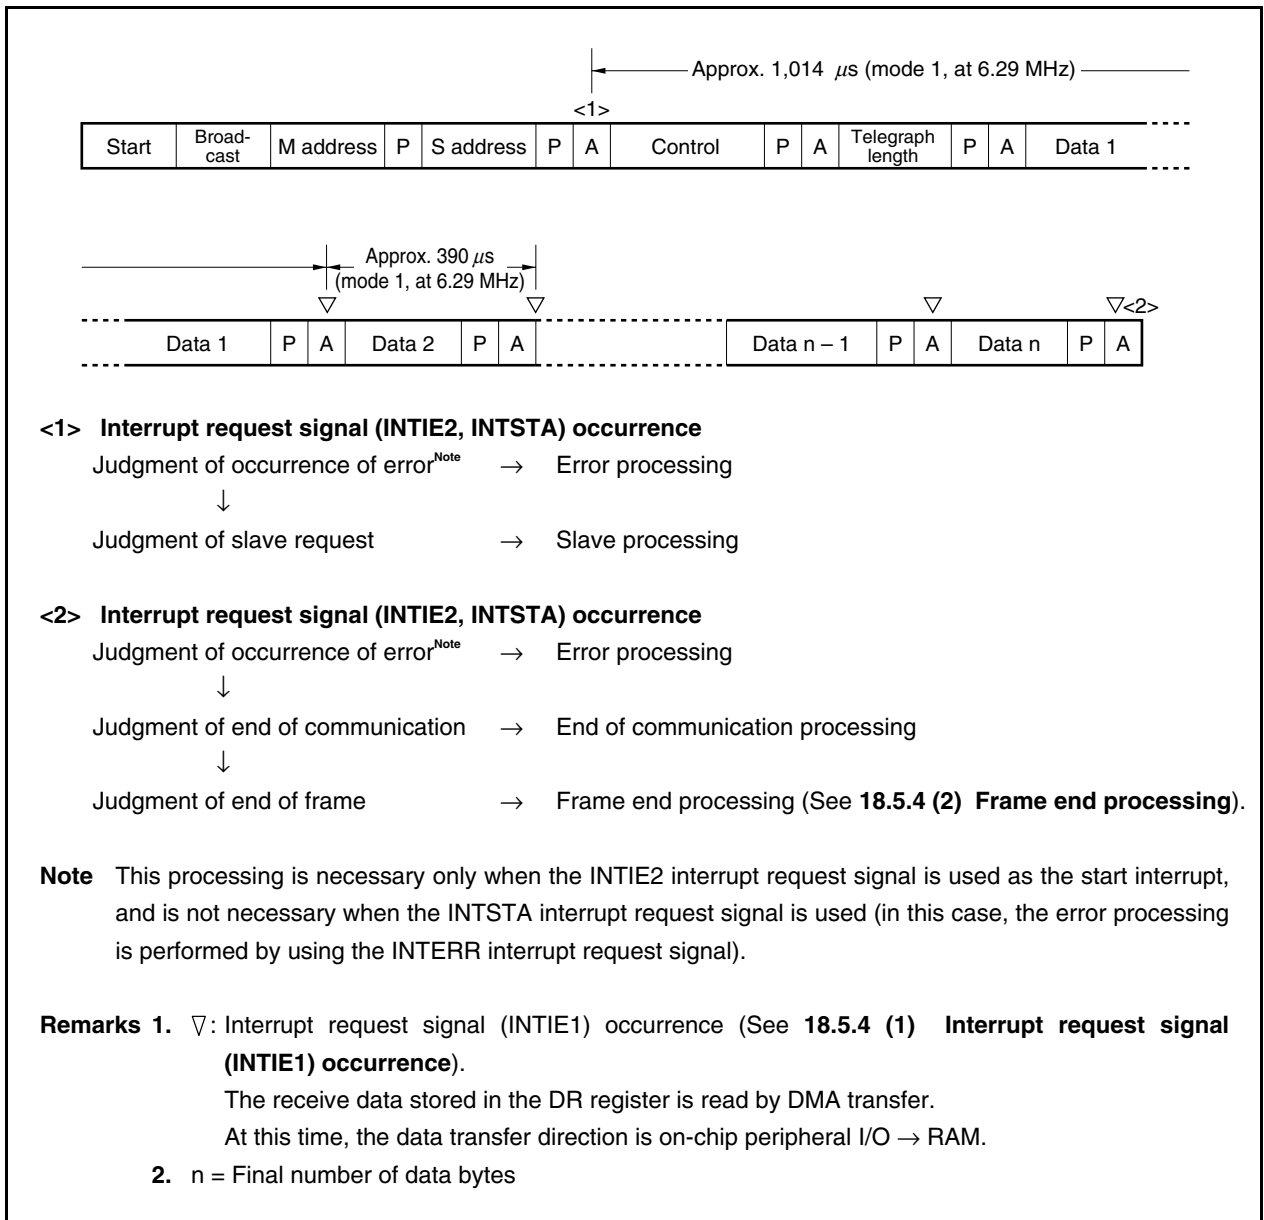 Approx. 1,014 μs (mode 1, at 6.29 MHz)
<1>
Start Broad-cast M address P S address P A Control P A Telegraph length P A Data 1
Approx. 390 μs
(mode 1, at 6.29 MHz)
▽ ▽ ▽ ▽<2>
Data 1 P A Data 2 P A Data n – 1 P A Data n P A
<1> Interrupt request signal (INTIE2, INTSTA) occurrence
Judgment of occurrence of errorNote → Error processing
↓
Judgment of slave request → Slave processing
<2> Interrupt request signal (INTIE2, INTSTA) occurrence
Judgment of occurrence of errorNote → Error processing
↓
Judgment of end of communication → End of communication processing
↓
Judgment of end of frame → Frame end processing (See 18.5.4 (2) Frame end processing).
Note This processing is necessary only when the INTIE2 interrupt request signal is used as the start interrupt,
and is not necessary when the INTSTA interrupt request signal is used (in this case, the error processing
is performed by using the INTERR interrupt request signal).
Remarks 1. ▽: Interrupt request signal (INTIE1) occurrence (See 18.5.4 (1) Interrupt request signal
(INTIE1) occurrence).
The receive data stored in the DR register is read by DMA transfer.
At this time, the data transfer direction is on-chip peripheral I/O → RAM.
2. n = Final number of data bytes